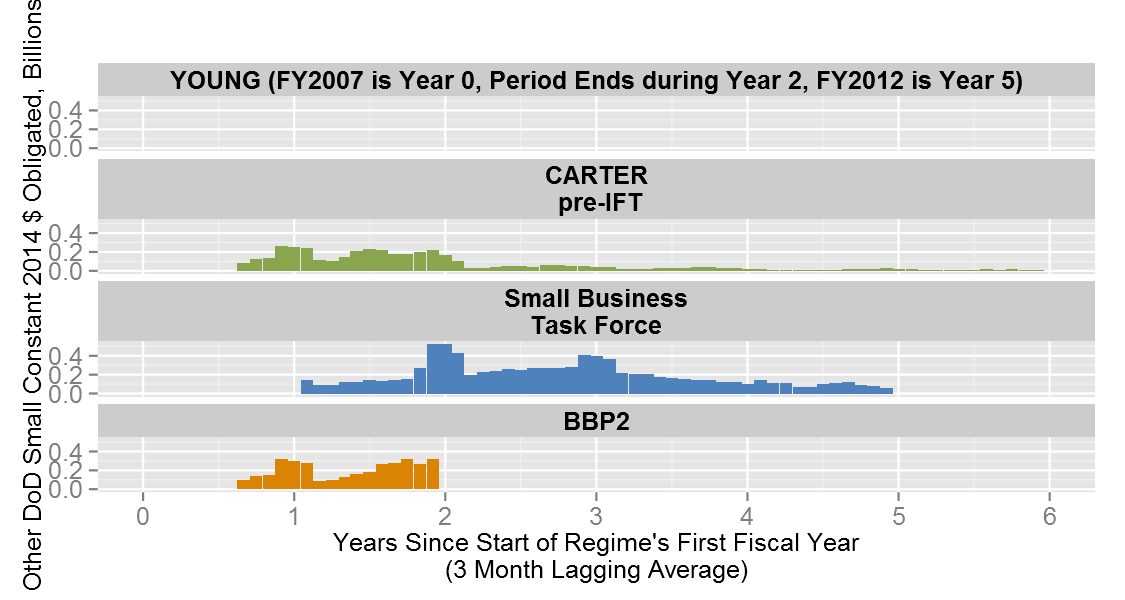 Other DoD Small Constant 2014 $ Obligated, Billions
YOUNG (FY2007 is Year 0, Period Ends during Year 2, FY2012 is Year 5)
0.4
0.2
0.0
CARTER
pre-IFT
0.4
0.2
0.0
Small Business
Task Force
0.4
0.2
0.0
BBP2
0.4
0.2
0.0
0 1 2 3 4 5 6
Years Since Start of Regime's First Fiscal Year
(3 Month Lagging Average)